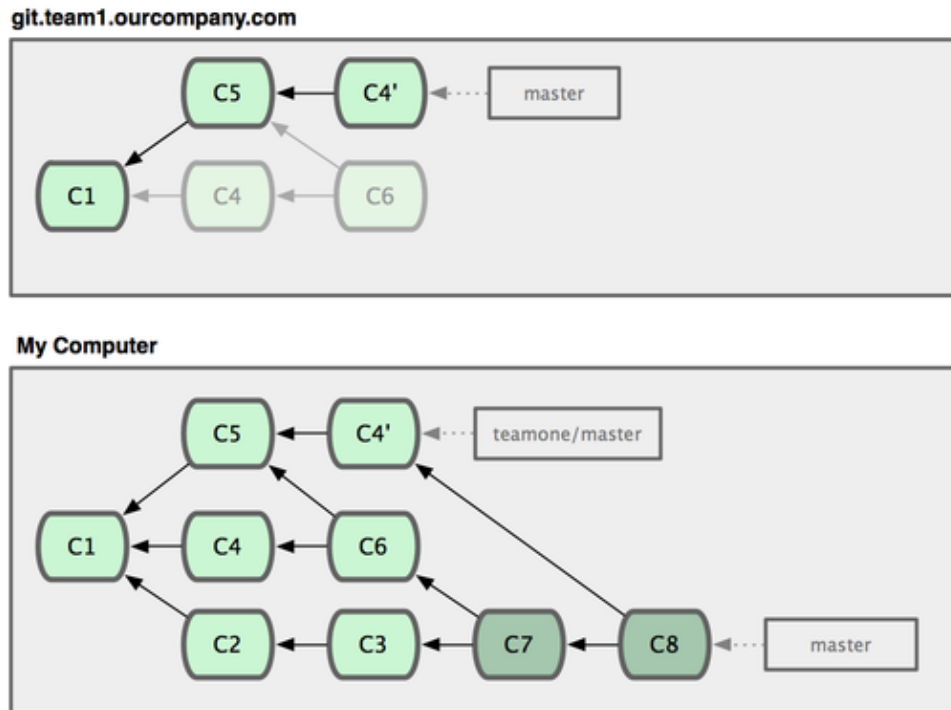 git.team1.ourcompany.com
C5 C4' master
C1 C4 C6
My Computer
C5 C4' teamone/master
C1 C4 C6
C2 C3 C7 C8 master